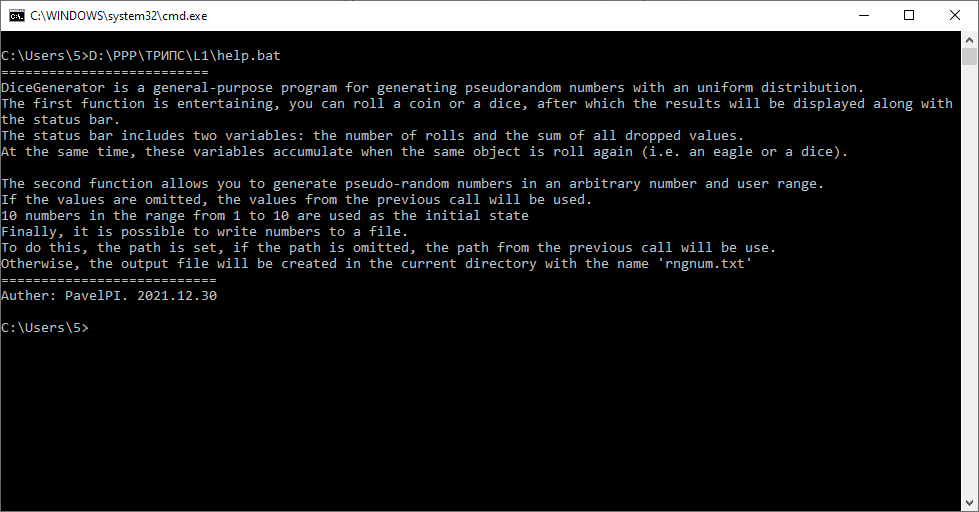 C:\WINDOWS\system32\cmd.exe
C:\Users\5>D:\PPP\ТРИПС\L1\help.bat
==========================
DiceGenerator is a general-purpose program for generating pseudorandom numbers with an uniform distribution.
The first function is entertaining, you can roll a coin or a dice, after which the results will be displayed along with
the status bar.
The status bar includes two variables: the number of rolls and the sum of all dropped values.
At the same time, these variables accumulate when the same object is roll again (i.e. an eagle or a dice).
The second function allows you to generate pseudo-random numbers in an arbitrary number and user range.
If the values are omitted, the values from the previous call will be used.
10 numbers in the range from 1 to 10 are used as the initial state
Finally, it is possible to write numbers to a file.
To do this, the path is set, if the path is omitted, the path from the previous call will be use.
Otherwise, the output file will be created in the current directory with the name 'rngnum.txt'
===========================
Auther: PavelPI. 2021.12.30
C:\Users\5>